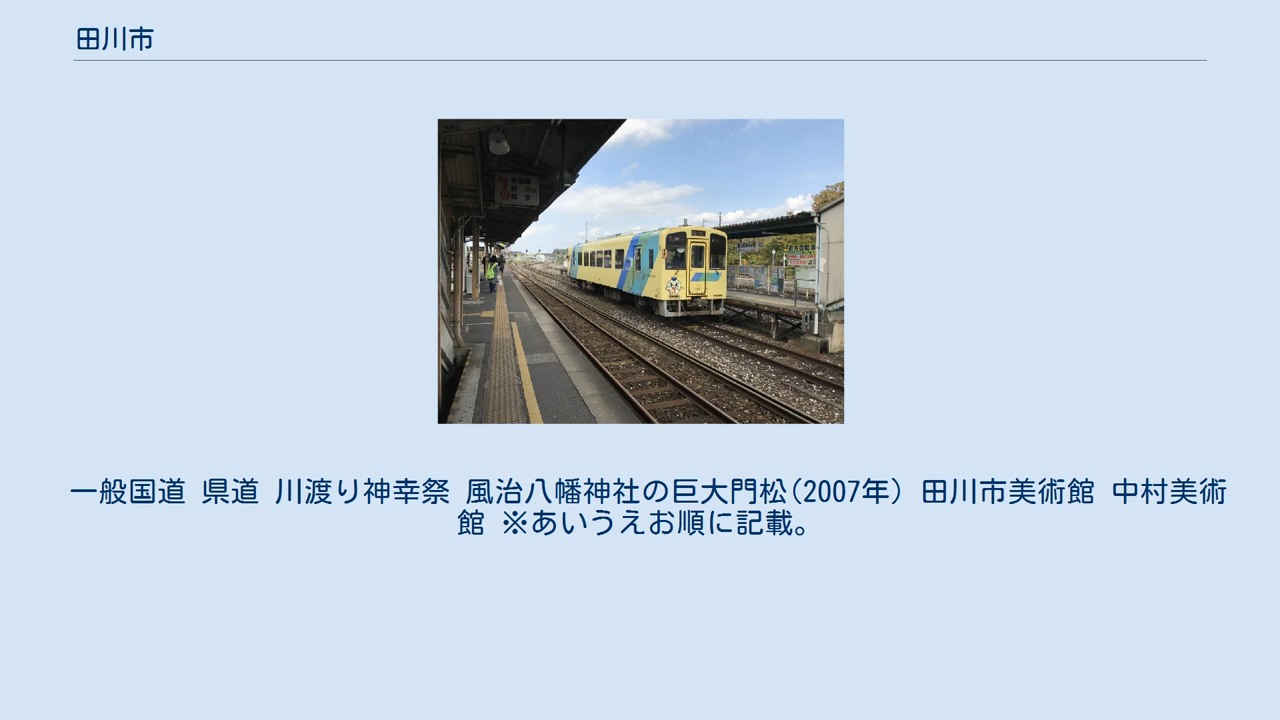 田川市
一般国道 県道 川渡り神幸祭 風治八幡神社の巨大門松(2007年) 田川市美術館 中村美術
館 ※あいうえお順に記載。